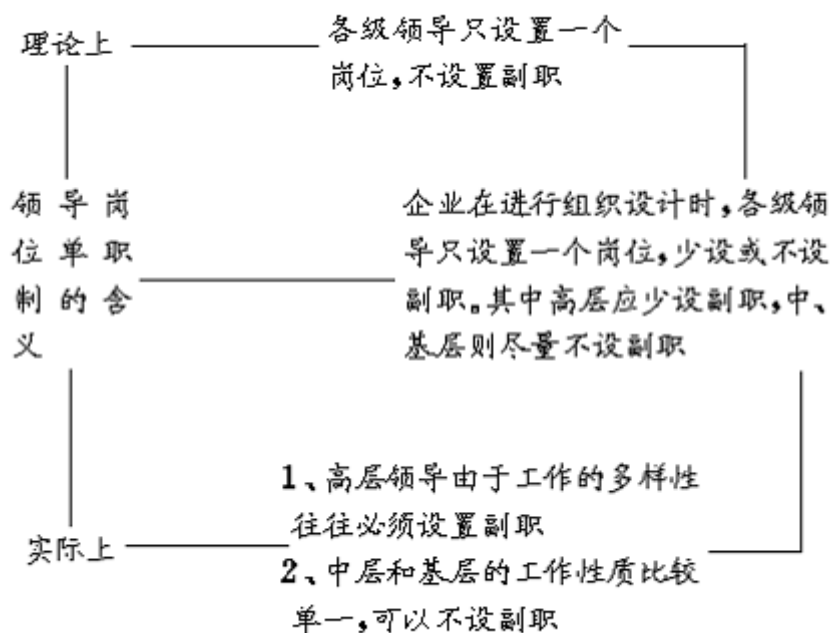 理论上
各级领导只设置一个
岗位,不设置副职
领导岗
位单职
制的含
义
企业在进行组织设计时,各级领
导只设置一个岗位,少设或不设
副职。其中高层应少设副职,中、
基层则尽量不设副职
实际上
1、高层领导由于工作的多样性
往往必须设置副职
2、中层和基层的工作性质比较
单一,可以不设副职